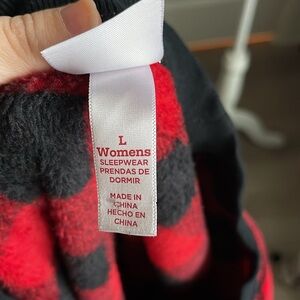 L
Womens
SLEEPWEAR
PRENDAS DE
DORMIR
MADE IN
CHINA
HECHO EN
CHINA